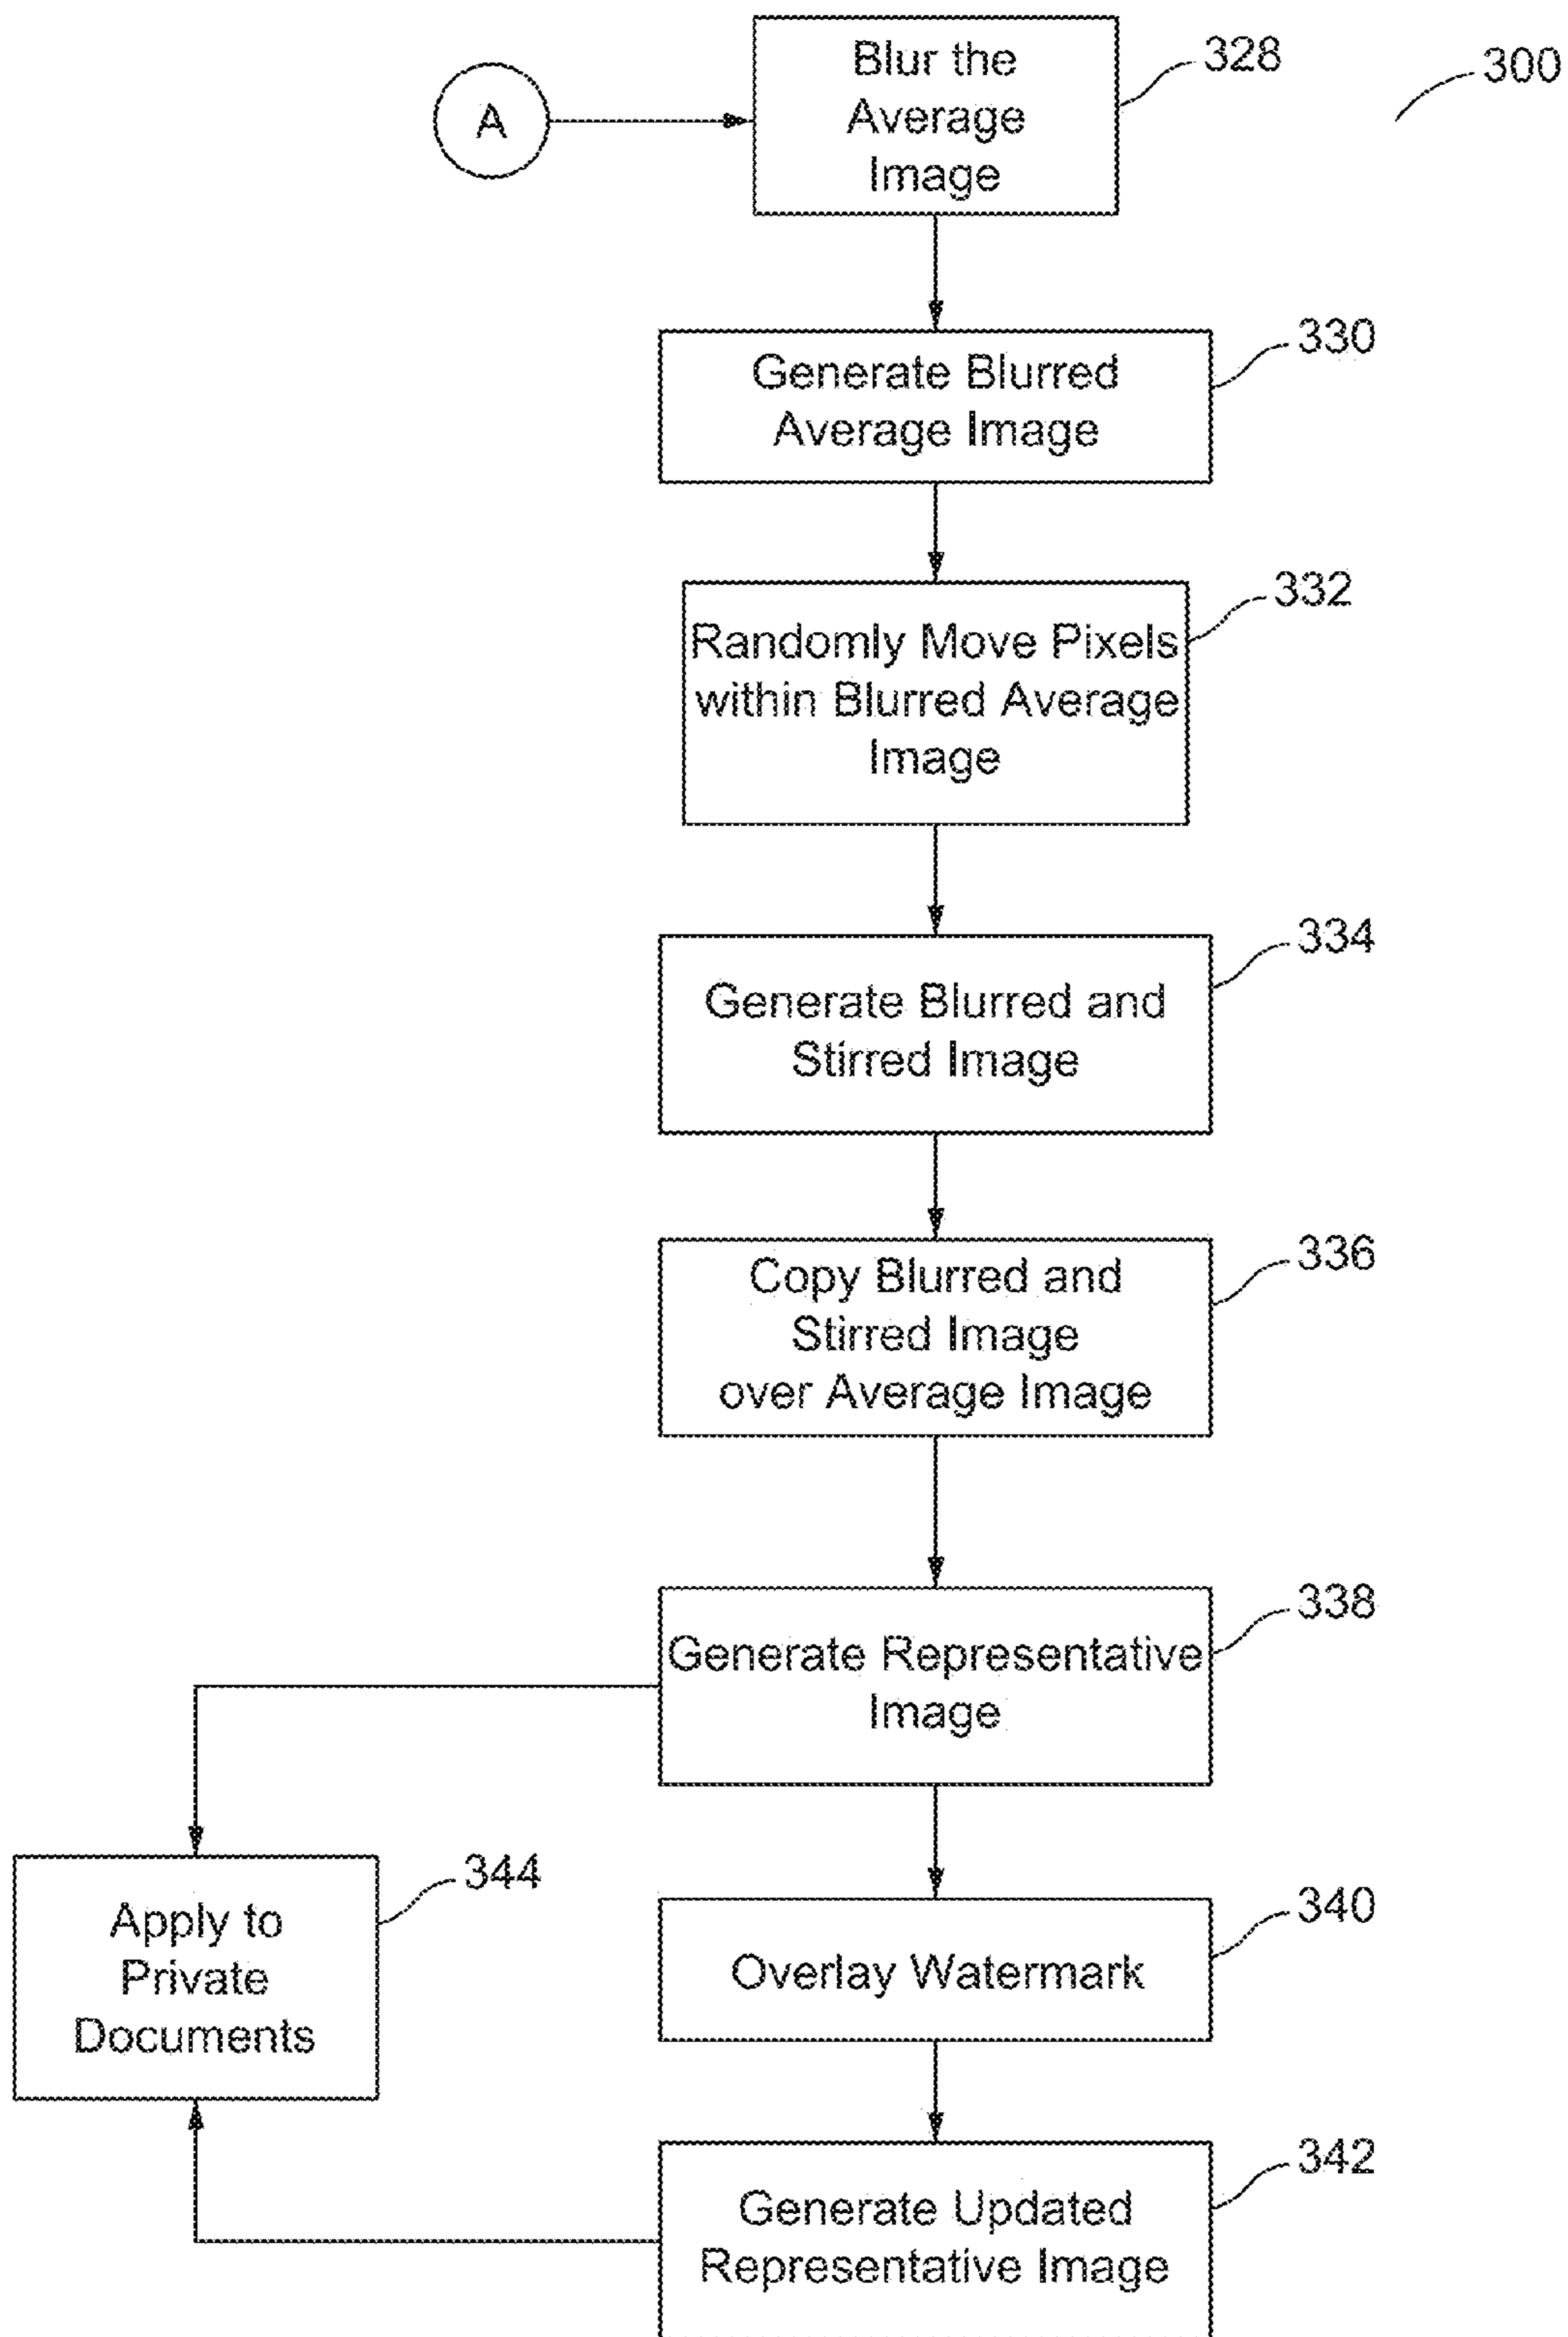 A
Blur the
Average
Image
328
300
Generate Blurred
Average Image
330
Randomly Move Pixels
within Blurred Average
Image
332
Generate Blurred and
Stirred Image
334
Copy Blurred and
Stirred Image
over Average Image
336
Generate Representative
Image
338
Apply to
Private
Documents
344
Overlay Watermark
340
Generate Updated
Representative Image
342